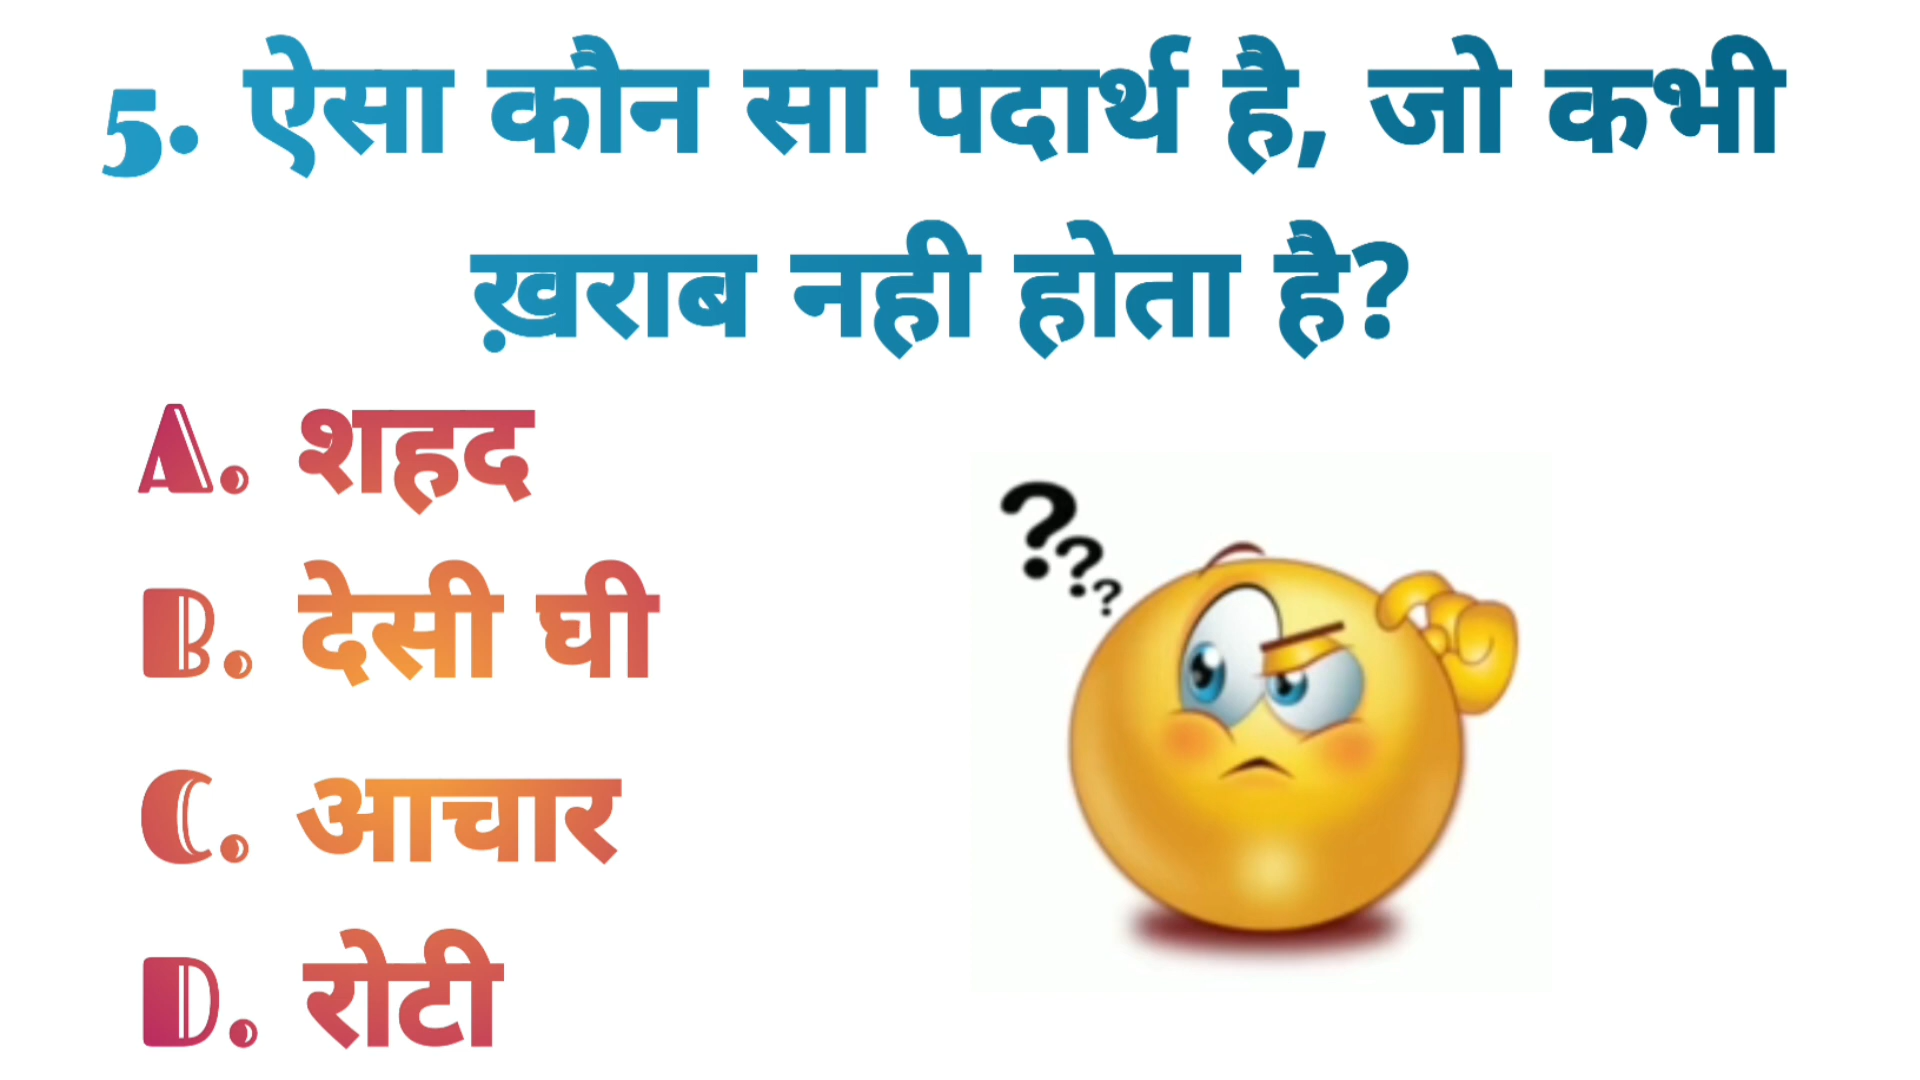 5. ऐसा कौन सा पदार्थ है, जो कभी
ख़राब नही होता है?
A. शहद
B. देसी घी
C. आचार
D. रोटी
???